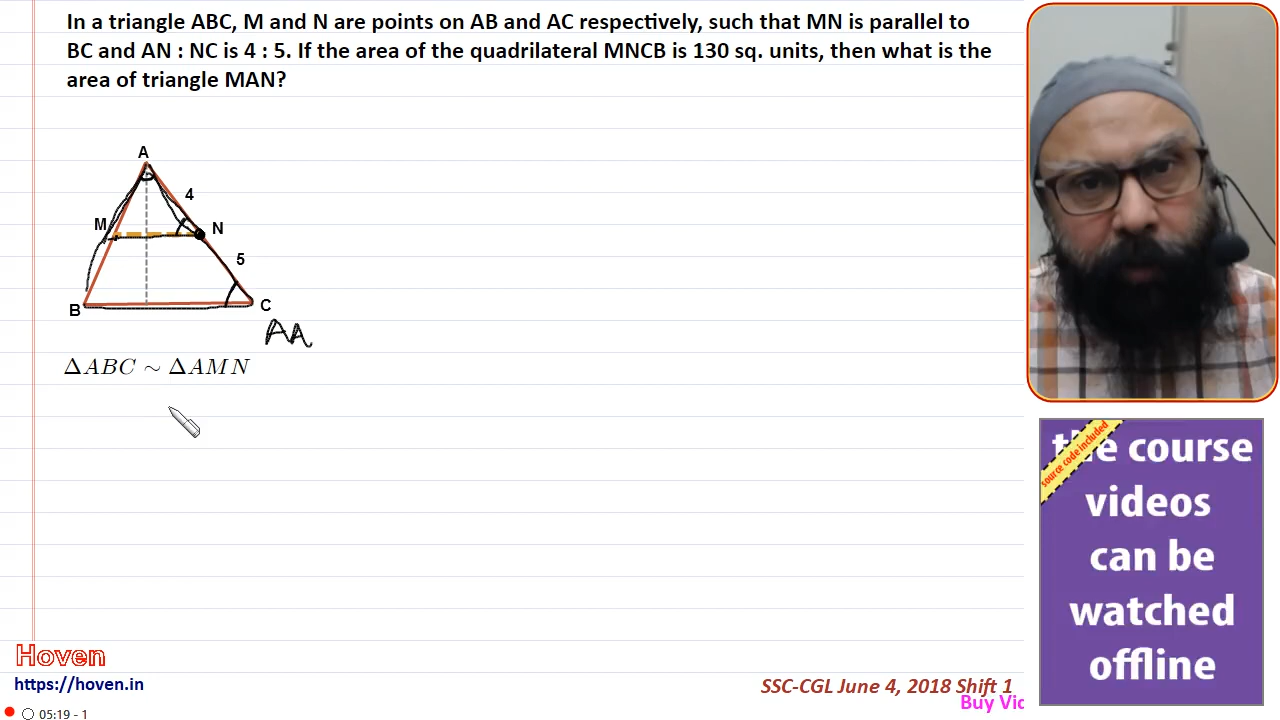 In a triangle ABC, M and N are points on AB and AC respectively, such that MN is parallel to
BC and AN : NC is 4 : 5. If the area of the quadrilateral MNCB is 130 sq. units, then what is the
area of triangle MAN?
A
4
M
N
5
B
C
AA
ΔABC ∼ ΔAMN
source code included
the course
videos
can be
watched
offline
Hoven
https://hoven.in
SSC-CGL June 4, 2018 Shift 1
Buy Vic
05:19 - 1